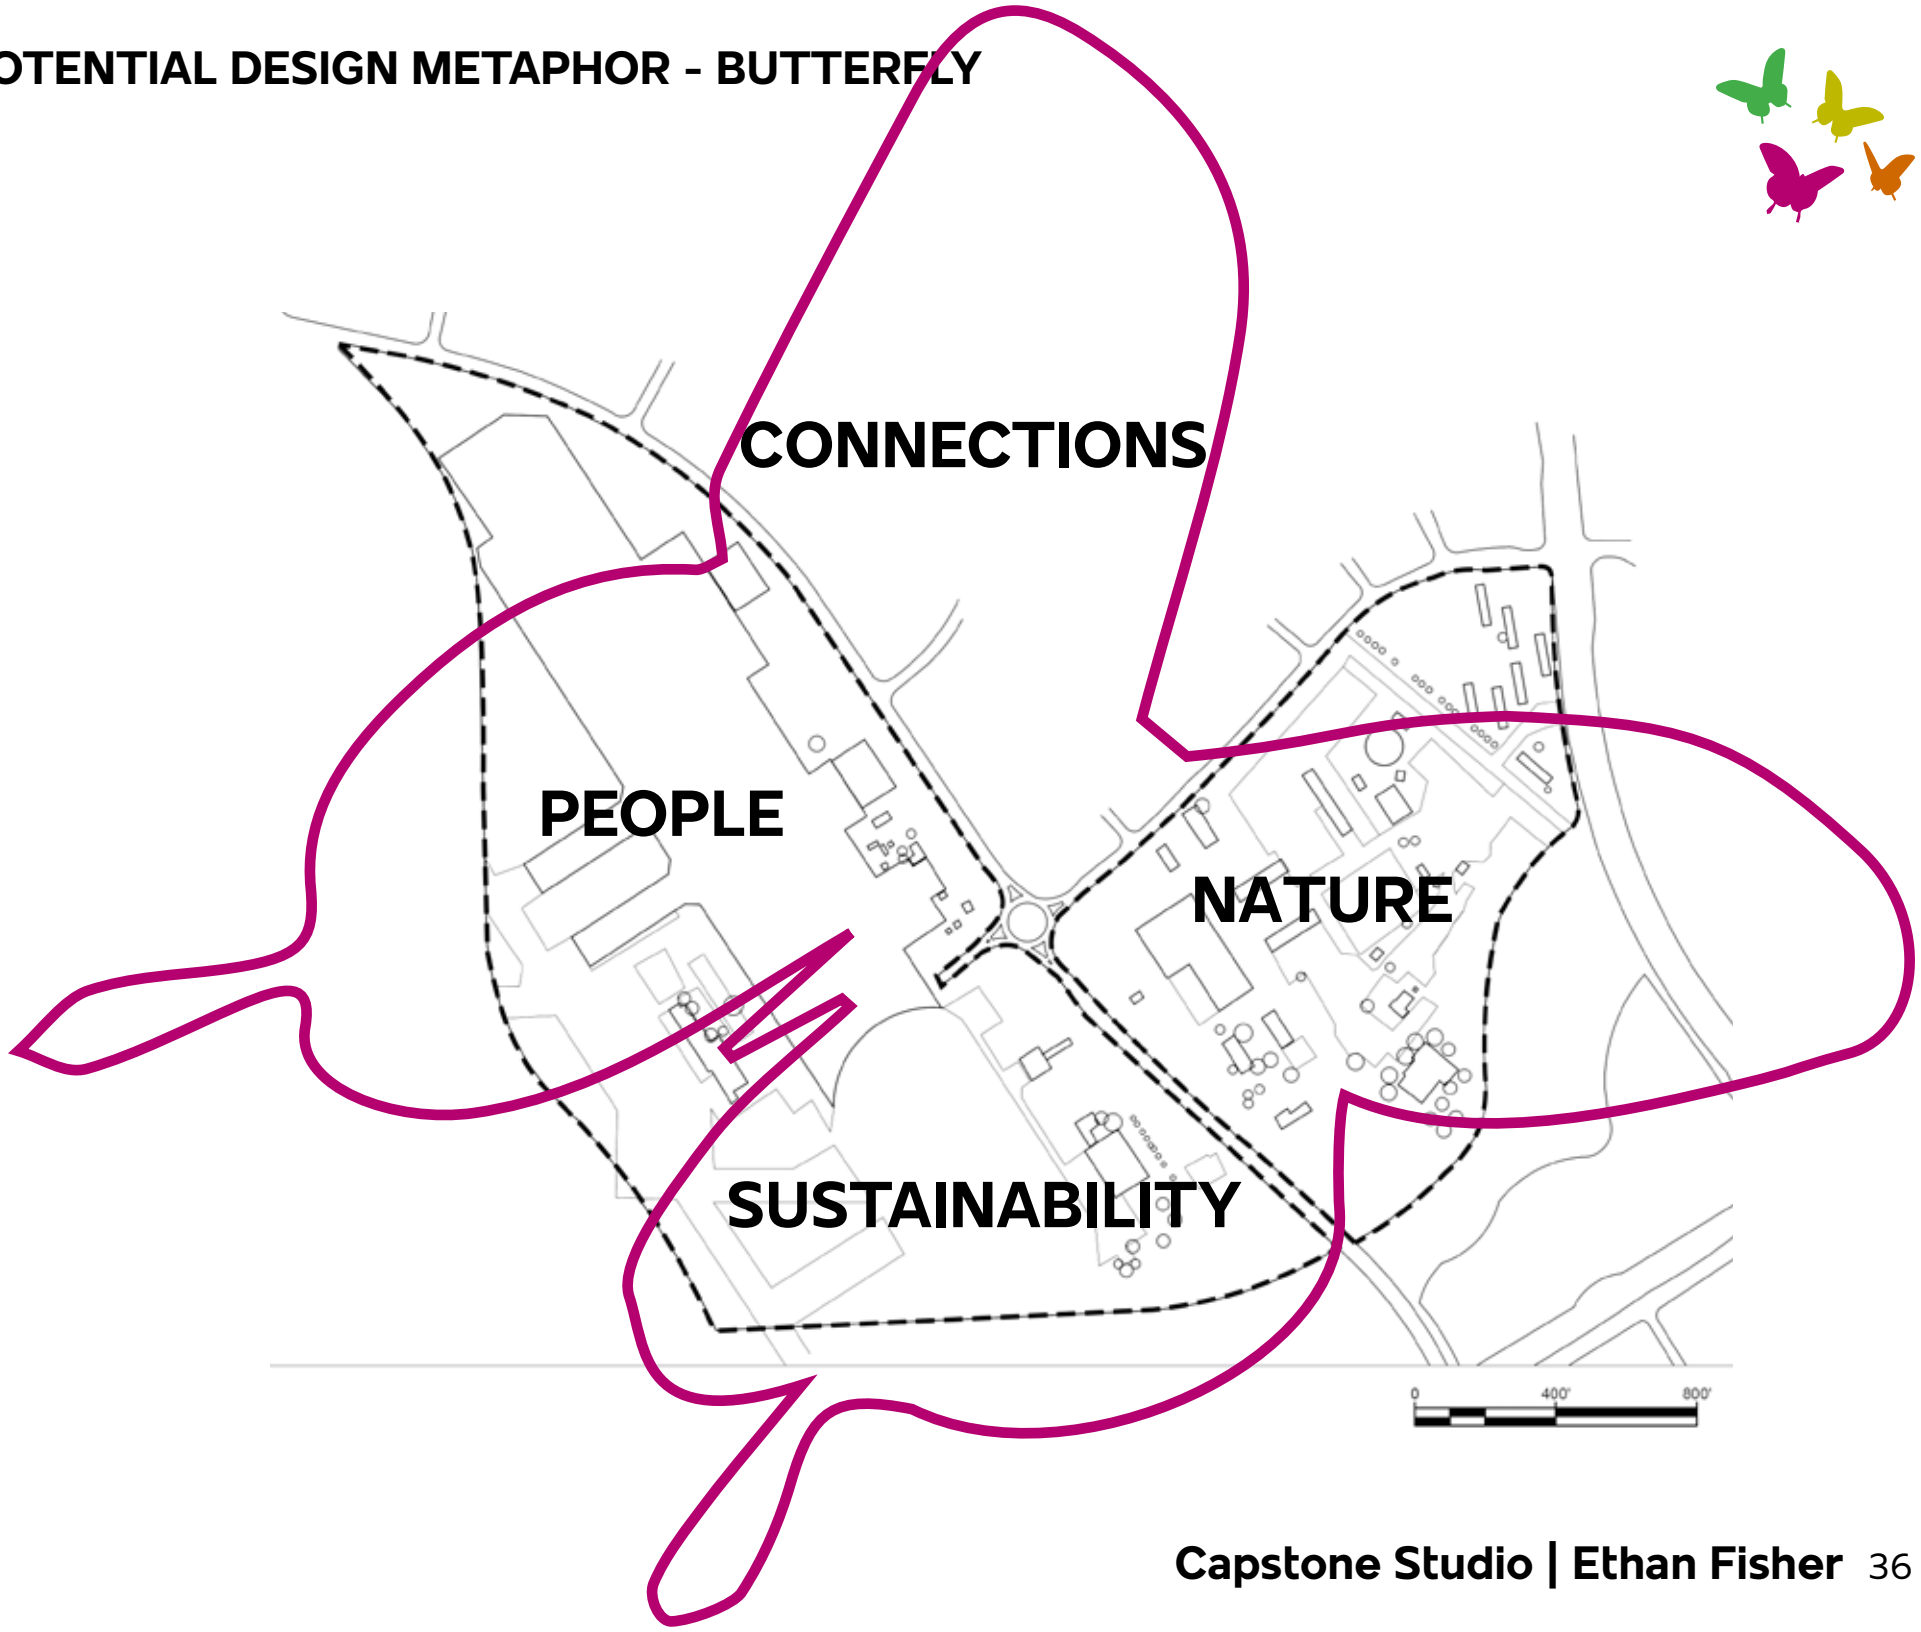 OTENTIAL DESIGN METAPHOR - BUTTERFLY
CONNECTIONS
PEOPLE
NATURE
SUSTAINABILITY
0 400' 800'
Capstone Studio | Ethan Fisher 36